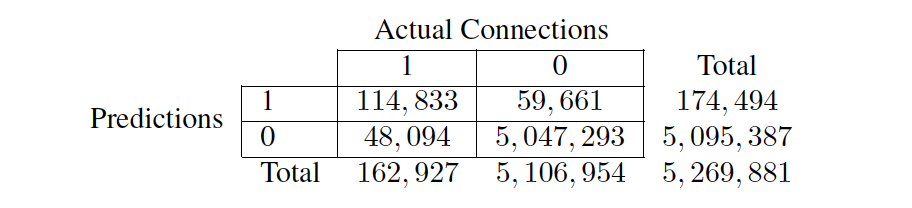 Actual Connections
1 0 Total
Predictions
1 114, 833 59, 661 174, 494
0 48, 094 5, 047, 293 5, 095, 387
Total 162, 927 5, 106, 954 5, 269, 881